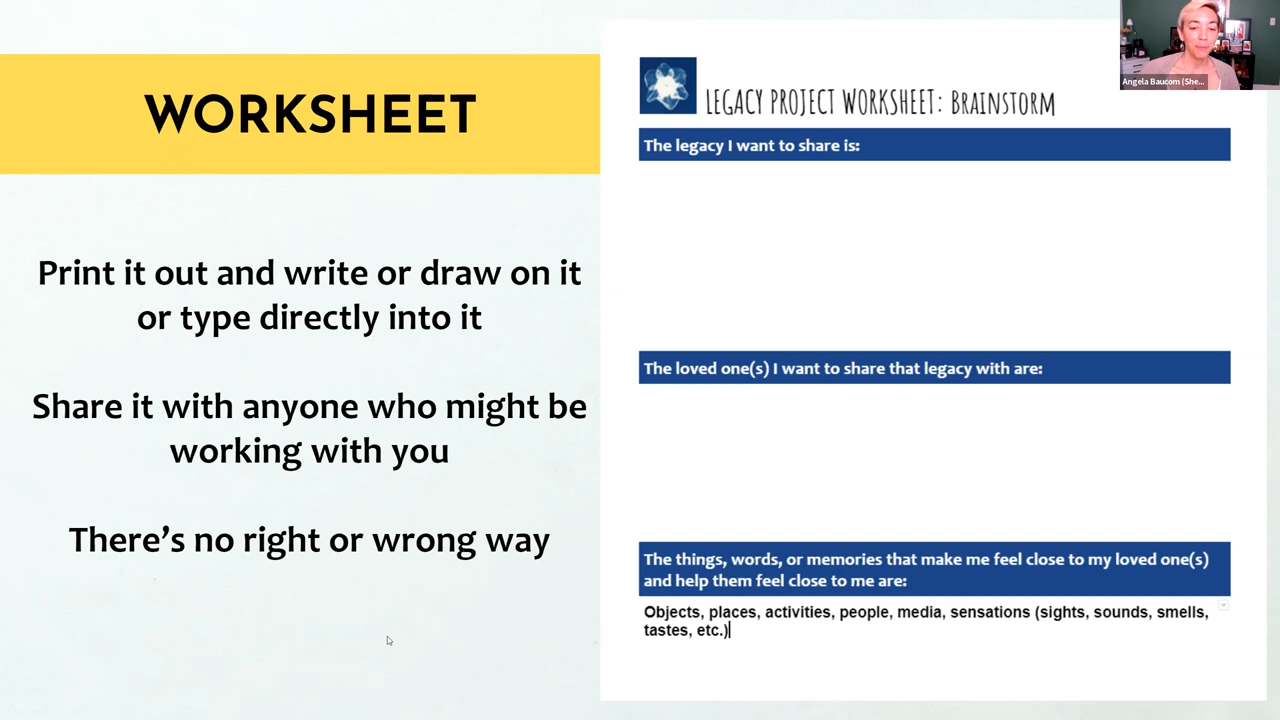 WORKSHEET
Print it out and write or draw on it
or type directly into it
Share it with anyone who might be
working with you
There's no right or wrong way
LEGACY PROJECT WORKSHEET: BRAINSTORM
The legacy I want to share is:
The loved one(s) I want to share that legacy with are:
The things, words, or memories that make me feel close to my loved one(s)
and help them feel close to me are:
Objects, places, activities, people, media, sensations (sights, sounds, smells,
tastes, etc.)
Angela Baucom (She...